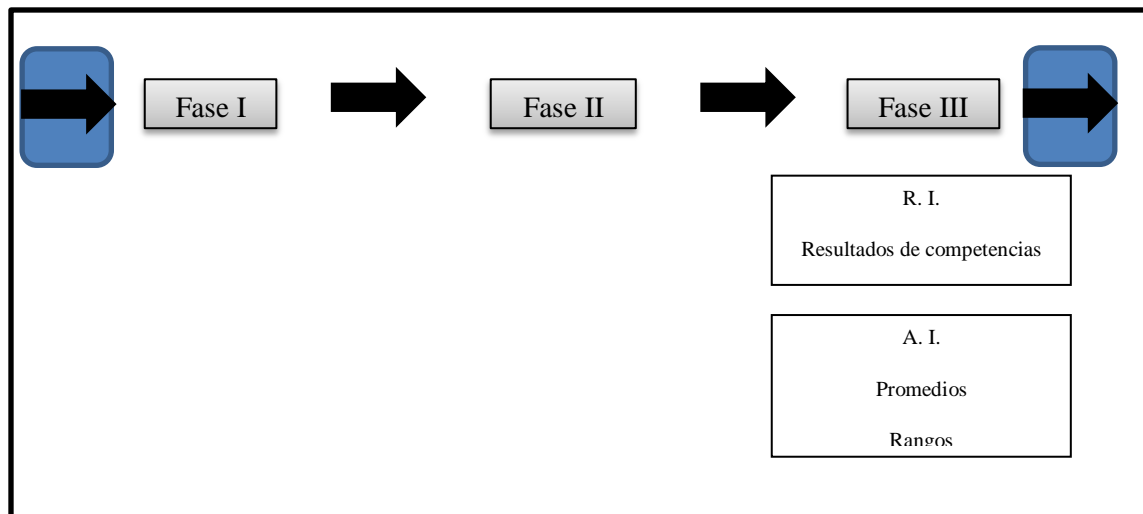 Fase I
Fase II
Fase III
R. I.
Resultados de competencias
A. I.
Promedios
Rangos